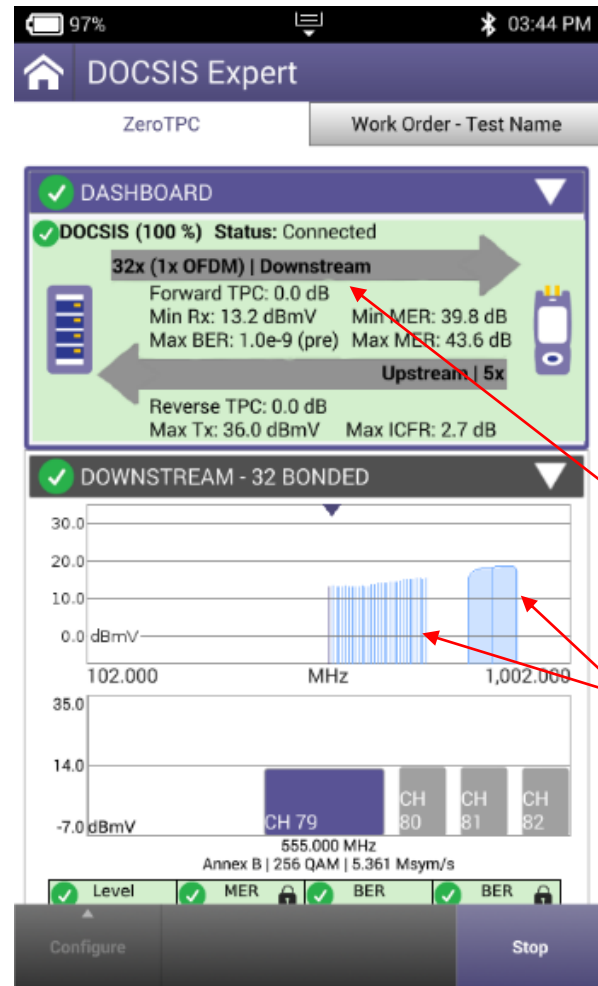 97% 03:44 PM
DOCSIS Expert
ZeroTPC Work Order - Test Name
DASHBOARD
DOCSIS (100 %) Status: Connected
32x (1x OFDM) | Downstream
Forward TPC: 0.0 dB
Min Rx: 13.2 dBmV Min MER: 39.8 dB
Max BER: 1.0e-9 (pre) Max MER: 43.6 dB
Upstream | 5x
Reverse TPC: 0.0 dB
Max Tx: 36.0 dBmV Max ICFR: 2.7 dB
DOWNSTREAM - 32 BONDED
30.0
20.0
10.0
0.0 dBmV
102.000 MHz 1,002.000
35.0
14.0
CH CH CH
-7.0 dBmV CH 79 80 81 82
555.000 MHz
Annex B | 256 QAM | 5.361 Msym/s
Level MER BER BER
Configure Stop